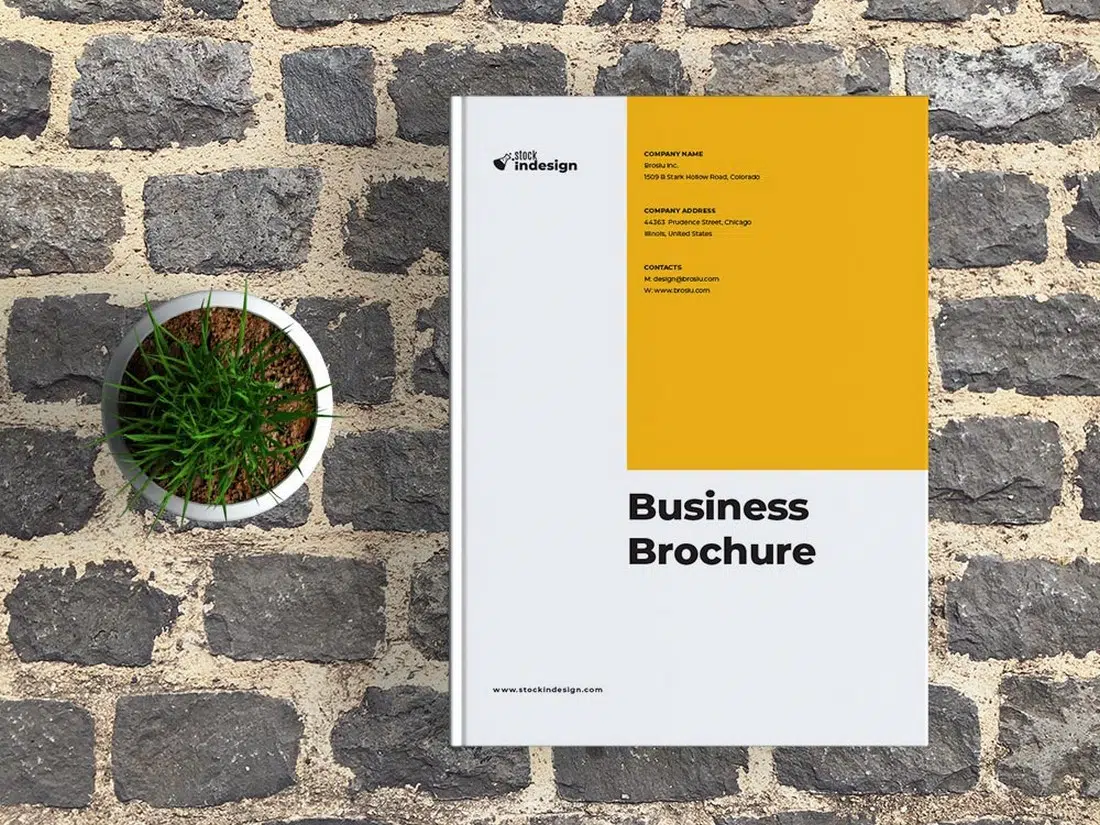 stock
indesign
COMPANY NAME
Broslu Inc.
1509 B Stark Hollow Road, Colorado
COMPANY ADDRESS
44363 Prudence Street, Chicago
Illinois, United States
CONTACTS
M: design@broslu.com
W: www.broslu.com
Business
Brochure
www.stockindesign.com